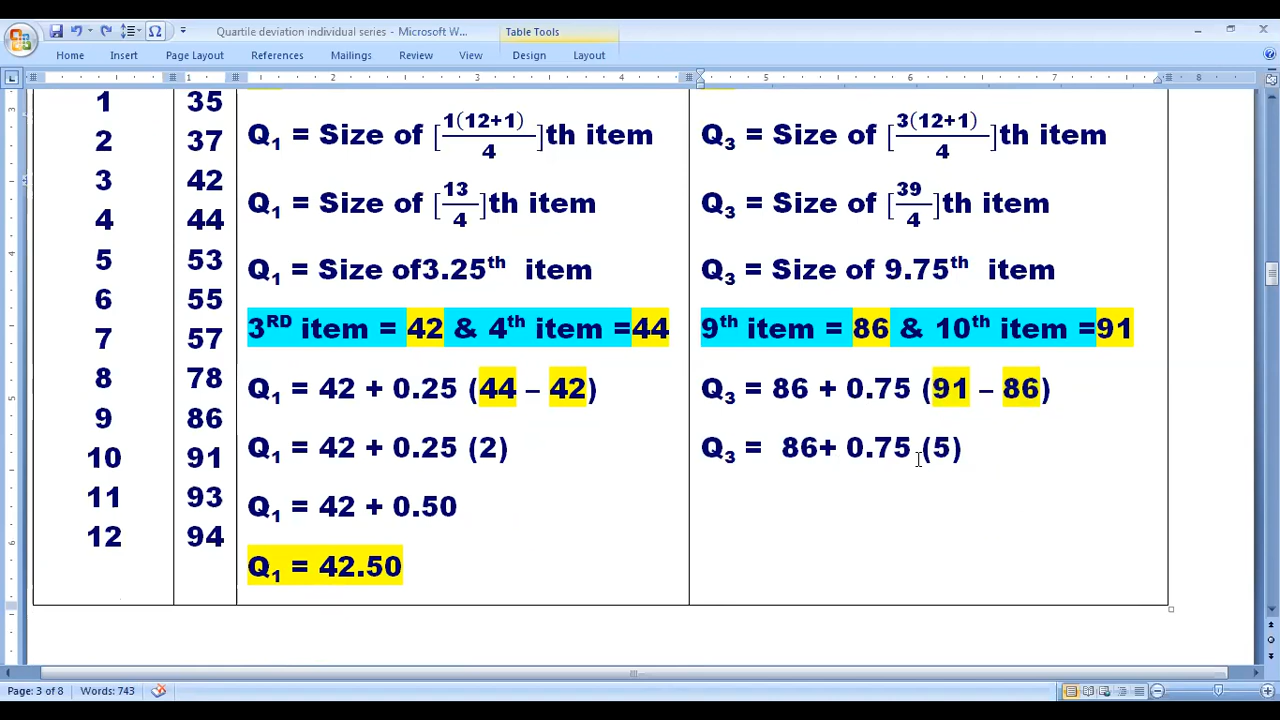 Quartile deviation individual series - Microsoft W...
Table Tools
Home Insert Page Layout References Mailings Review View Design Layout
1 35
2 37
3 42
4 44
5 53
6 55
7 57
8 78
9 86
10 91
11 93
12 94
Q₁ = Size of [1(12+1)/4]th item
Q₁ = Size of [13/4]th item
Q₁ = Size of3.25ᵗʰ item
3ᴿᴰ item = 42 & 4ᵗʰ item =44
Q₁ = 42 + 0.25 (44 – 42)
Q₁ = 42 + 0.25 (2)
Q₁ = 42 + 0.50
Q₁ = 42.50
Q₃ = Size of [3(12+1)/4]th item
Q₃ = Size of [39/4]th item
Q₃ = Size of 9.75ᵗʰ item
9ᵗʰ item = 86 & 10ᵗʰ item =91
Q₃ = 86 + 0.75 (91 – 86)
Q₃ = 86+ 0.75 (5)
Page: 3 of 8 Words: 743